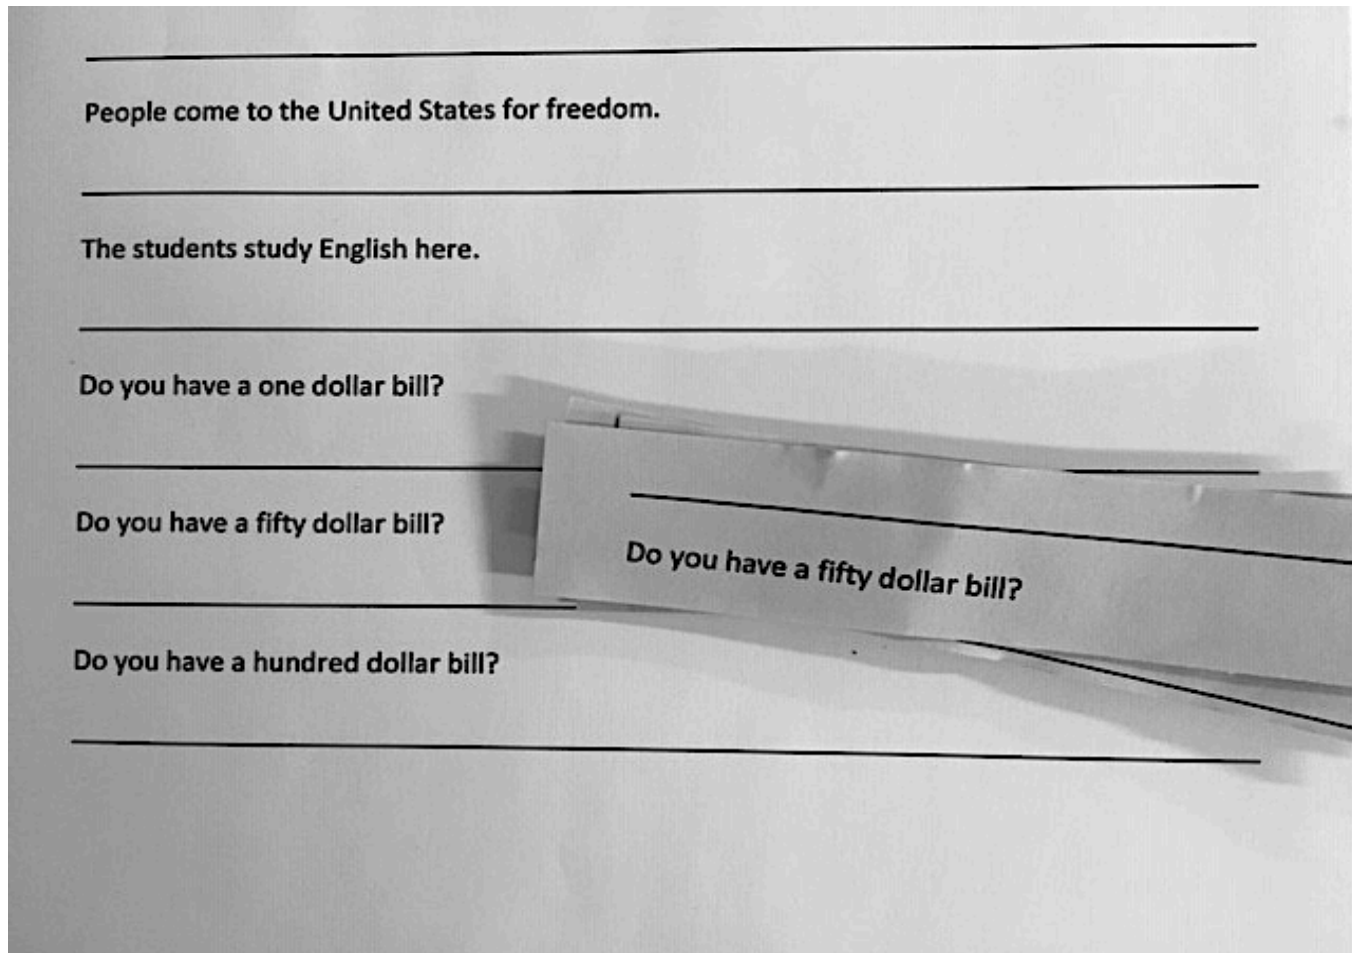 People come to the United States for freedom.
The students study English here.
Do you have a one dollar bill?
Do you have a fifty dollar bill?
Do you have a fifty dollar bill?
Do you have a hundred dollar bill?